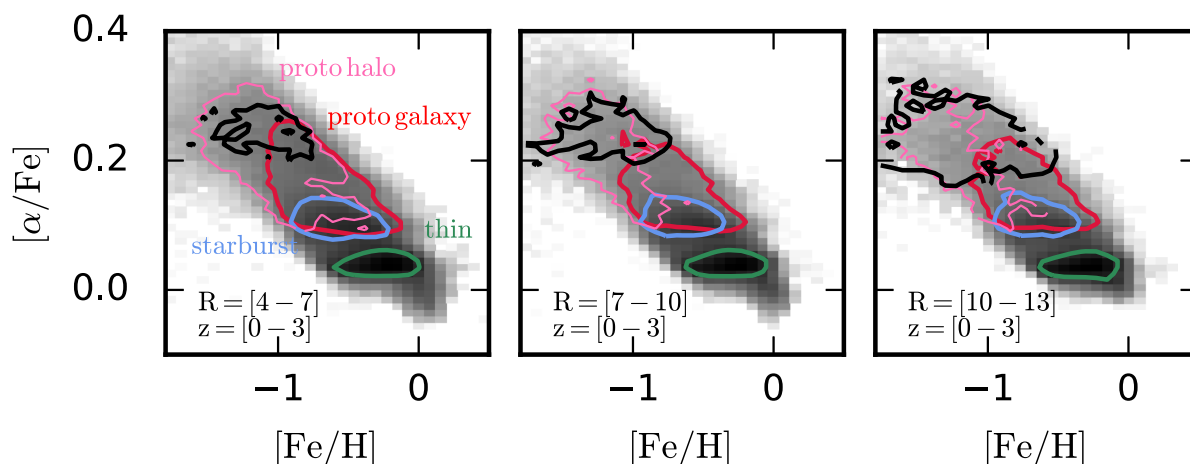 0.4
0.2
0.0
[α/Fe]
proto halo
proto galaxy
starburst
thin
R = [4 − 7]
z = [0 − 3]
R = [7 − 10]
z = [0 − 3]
R = [10 − 13]
z = [0 − 3]
−1 0
−1 0
−1 0
[Fe/H]
[Fe/H]
[Fe/H]